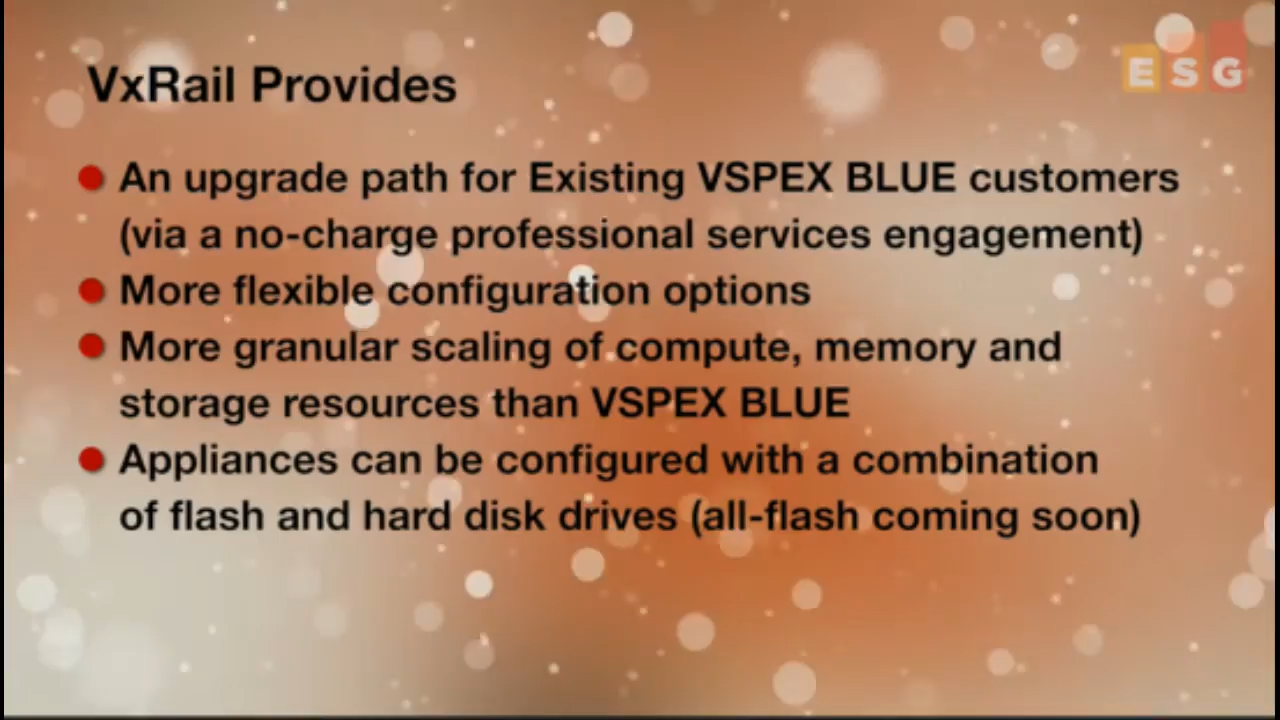 ESG
VxRail Provides
An upgrade path for Existing VSPEX BLUE customers
(via a no-charge professional services engagement)
More flexible configuration options
More granular scaling of compute, memory and
storage resources than VSPEX BLUE
Appliances can be configured with a combination
of flash and hard disk drives (all-flash coming soon)